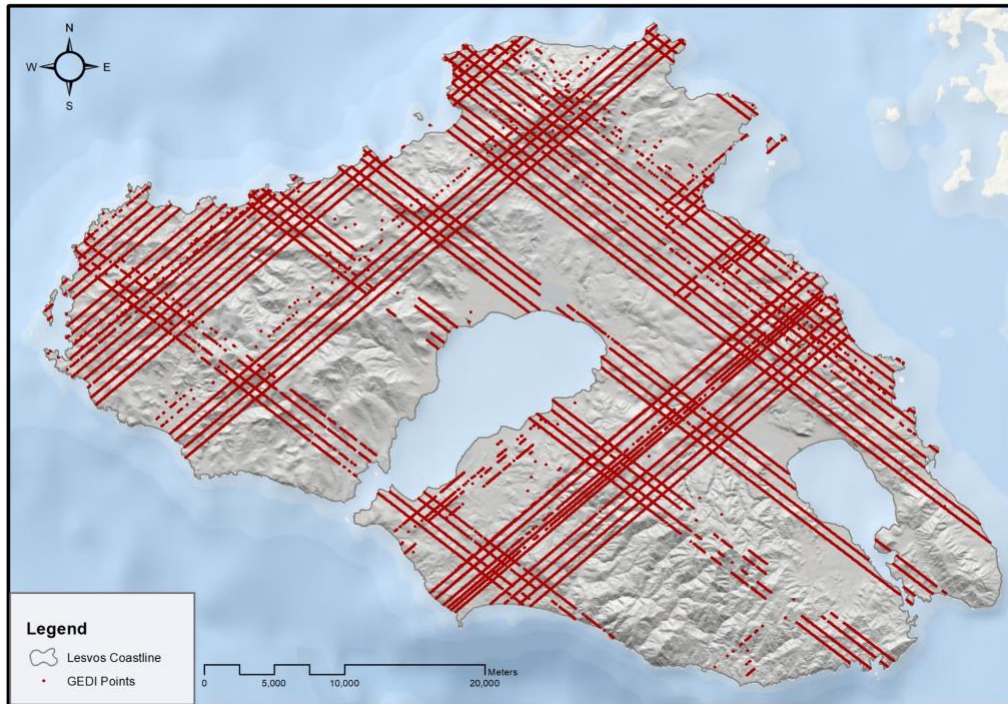 N
W E
S
Legend
Lesvos Coastline
GEDI Points
Meters
0 5,000 10,000 20,000